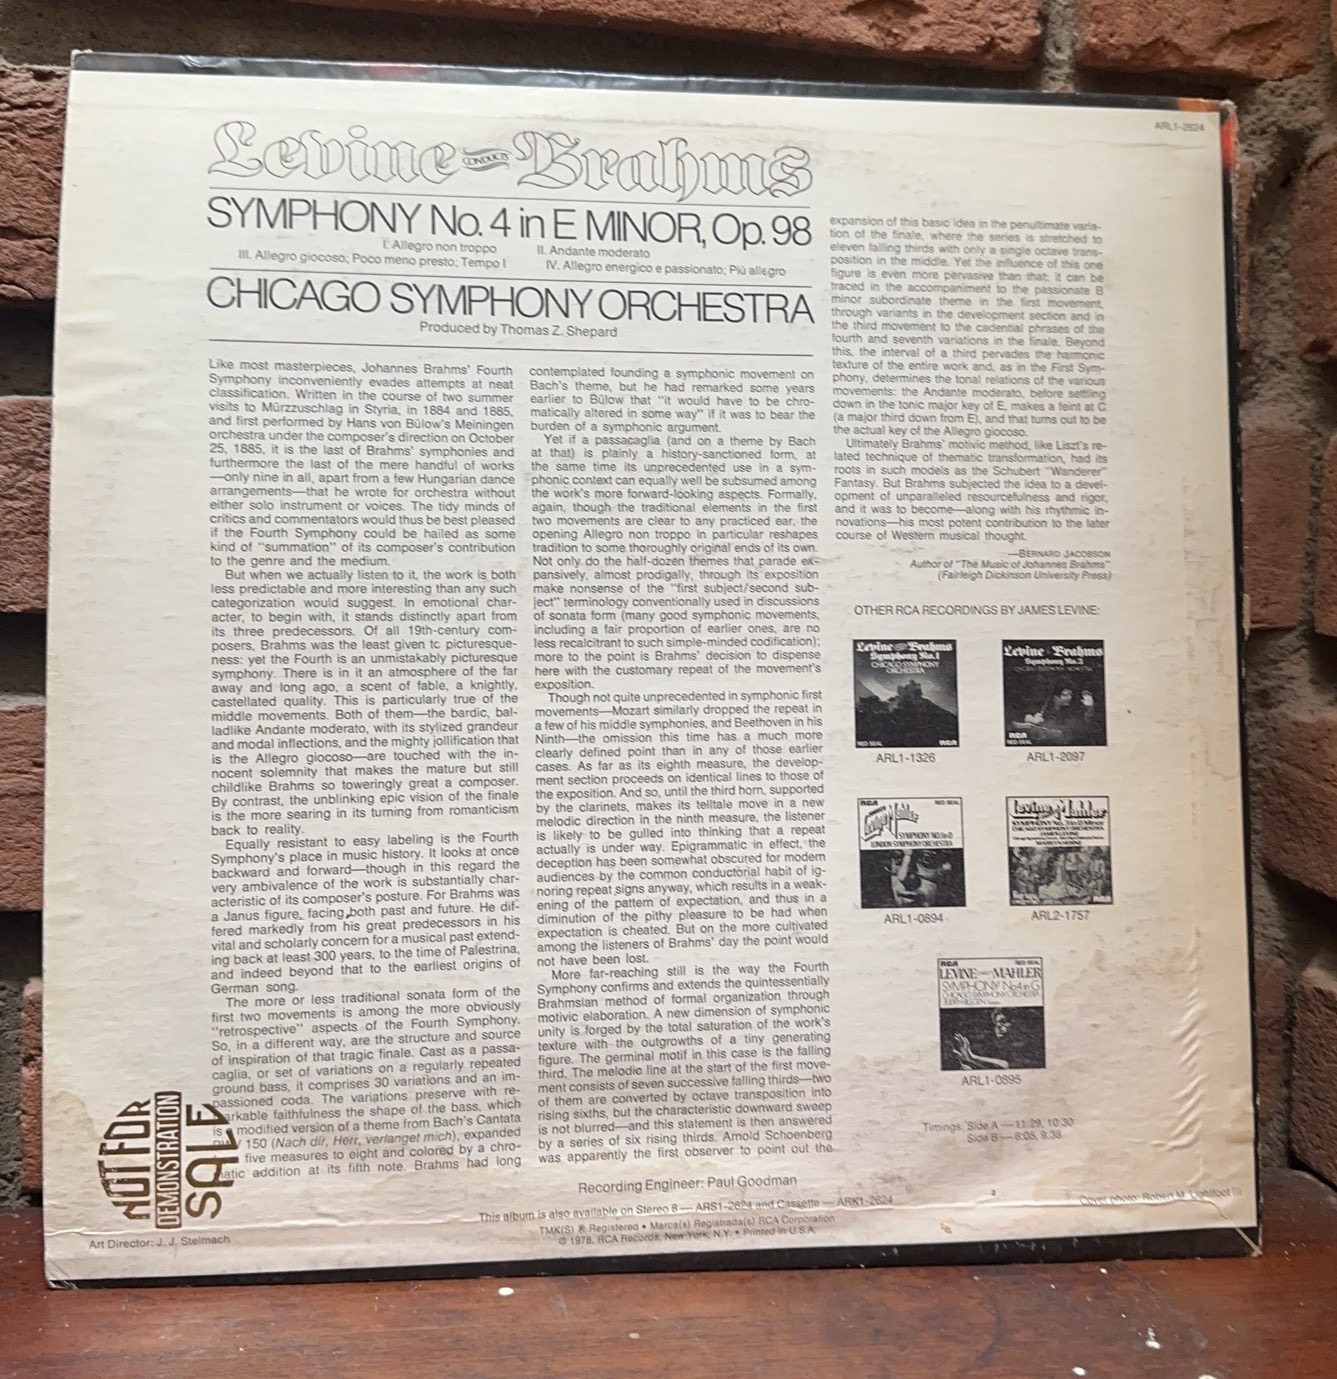 ARL1-2624
Levine CONDUCTS Brahms
SYMPHONY No. 4 in E MINOR, Op. 98
I. Allegro non troppo II. Andante moderato
III. Allegro giocoso; Poco meno presto; Tempo I IV. Allegro energico e passionato; Più allegro
CHICAGO SYMPHONY ORCHESTRA
Produced by Thomas Z. Shepard
Like most masterpieces, Johannes Brahms' Fourth
Symphony inconveniently evades attempts at neat
classification. Written in the course of two summer
visits to Mürzzuschlag in Styria, in 1884 and 1885,
and first performed by Hans von Bülow's Meiningen
orchestra under the composer's direction on October
25, 1885, it is the last of Brahms' symphonies and
furthermore the last of the mere handful of works
—only nine in all, apart from a few Hungarian dance
arrangements—that he wrote for orchestra without
either solo instrument or voices. The tidy minds of
critics and commentators would thus be best pleased
if the Fourth Symphony could be hailed as some
kind of "summation" of its composer's contribution
to the genre and the medium.
But when we actually listen to it, the work is both
less predictable and more interesting than any such
categorization would suggest. In emotional char-
acter, to begin with, it stands distinctly apart from
its three predecessors. Of all 19th-century com-
posers, Brahms was the least given tc picturesque-
ness: yet the Fourth is an unmistakably picturesque
symphony. There is in it an atmosphere of the far
away and long ago, a scent of fable, a knightly,
castellated quality. This is particularly true of the
middle movements. Both of them—the bardic, bal-
ladlike Andante moderato, with its stylized grandeur
and modal inflections, and the mighty jollification that
is the Allegro giocoso—are touched with the in-
nocent solemnity that makes the mature but still
childlike Brahms so toweringly great a composer.
By contrast, the unblinking epic vision of the finale
is the more searing in its turning from romanticism
back to reality.
Equally resistant to easy labeling is the Fourth
Symphony's place in music history. It looks at once
backward and forward—though in this regard the
very ambivalence of the work is substantially char-
acteristic of its composer's posture. For Brahms was
a Janus figure, facing both past and future. He dif-
fered markedly from his great predecessors in his
vital and scholarly concern for a musical past extend-
ing back at least 300 years, to the time of Palestrina,
and indeed beyond that to the earliest origins of
German song.
The more or less traditional sonata form of the
first two movements is among the more obviously
"retrospective" aspects of the Fourth Symphony.
So, in a different way, are the structure and source
of inspiration of that tragic finale. Cast as a passa-
caglia, or set of variations on a regularly repeated
ground bass, it comprises 30 variations and an im-
passioned coda. The variations preserve with re-
arkable faithfulness the shape of the bass, which
is modified version of a theme from Bach's Cantata
150 (Nach dir, Herr, verlanget mich), expanded
five measures to eight and colored by a chro-
atic addition at its fifth note. Brahms had long
contemplated founding a symphonic movement on
Bach's theme, but he had remarked some years
earlier to Bülow that "it would have to be chro-
matically altered in some way" if it was to bear the
burden of a symphonic argument.
Yet if a passacaglia (and on a theme by Bach
at that) is plainly a history-sanctioned form, at
the same time its unprecedented use in a sym-
phonic context can equally well be subsumed among
the work's more forward-looking aspects. Formally,
again, though the traditional elements in the first
two movements are clear to any practiced ear, the
opening Allegro non troppo in particular reshapes
tradition to some thoroughly original ends of its own.
Not only do the half-dozen themes that parade ex-
pansively, almost prodigally, through its exposition
make nonsense of the "first subject/second sub-
ject" terminology conventionally used in discussions
of sonata form (many good symphonic movements,
including a fair proportion of earlier ones, are no
less recalcitrant to such simple-minded codification);
more to the point is Brahms' decision to dispense
here with the customary repeat of the movement's
exposition.
Though not quite unprecedented in symphonic first
movements—Mozart similarly dropped the repeat in
a few of his middle symphonies, and Beethoven in his
Ninth—the omission this time has a much more
clearly defined point than in any of those earlier
cases. As far as its eighth measure, the develop-
ment section proceeds on identical lines to those of
the exposition. And so, until the third horn, supported
by the clarinets, makes its telltale move in a new
melodic direction in the ninth measure, the listener
is likely to be gulled into thinking that a repeat
actually is under way. Epigrammatic in effect, the
deception has been somewhat obscured for modern
audiences by the common conductorial habit of ig-
noring repeat signs anyway, which results in a weak-
ening of the pattern of expectation, and thus in a
diminution of the pithy pleasure to be had when
expectation is cheated. But on the more cultivated
among the listeners of Brahms' day the point would
not have been lost.
More far-reaching still is the way the Fourth
Symphony confirms and extends the quintessentially
Brahmsian method of formal organization through
motivic elaboration. A new dimension of symphonic
unity is forged by the total saturation of the work's
texture with the outgrowths of a tiny generating
figure. The germinal motif in this case is the falling
third. The melodic line at the start of the first move-
ment consists of seven successive falling thirds—two
of them are converted by octave transposition into
rising sixths, but the characteristic downward sweep
is not blurred—and this statement is then answered
by a series of six rising thirds. Arnold Schoenberg
was apparently the first observer to point out the
expansion of this basic idea in the penultimate varia-
tion of the finale, where the series is stretched to
eleven falling thirds with only a single octave trans-
position in the middle. Yet the influence of this one
figure is even more pervasive than that: it can be
traced in the accompaniment to the passionate B
minor subordinate theme in the first movement,
through variants in the development section and in
the third movement to the cadential phrases of the
fourth and seventh variations in the finale. Beyond
this, the interval of a third pervades the harmonic
texture of the entire work and, as in the First Sym-
phony, determines the tonal relations of the various
movements: the Andante moderato, before settling
down in the tonic major key of E, makes a feint at C
(a major third down from E), and that turns out to be
the actual key of the Allegro giocoso.
Ultimately Brahms' motivic method, like Liszt's re-
lated technique of thematic transformation, had its
roots in such models as the Schubert "Wanderer"
Fantasy. But Brahms subjected the idea to a devel-
opment of unparalleled resourcefulness and rigor,
and it was to become—along with his rhythmic in-
novations—his most potent contribution to the later
course of Western musical thought.
—BERNARD JACOBSON
Author of "The Music of Johannes Brahms"
(Fairleigh Dickinson University Press)
OTHER RCA RECORDINGS BY JAMES LEVINE:
Levine Brahms
Symphony No.1
CHICAGO SYMPHONY
ORCHESTRA
RED SEAL RCA
ARL1-1326
Levine Brahms
Symphony No.3
RCA
RED SEAL
ARL1-2097
RCA RED SEAL
Levine Mahler
LONDON SYMPHONY ORCHESTRA
ARL1-0894
Levine Mahler
ARL2-1757
RCA RED SEAL
LEVINE MAHLER
SYMPHONY No.4 in G
CHICAGO SYMPHONY ORCHESTRA
ARL1-0895
Timings: Side A — 11:29, 10:30
Side B — 6:05, 9:38
NOT FOR
DEMONSTRATION
SALE
Recording Engineer: Paul Goodman
This album is also available on Stereo 8 — ARS1-2624 and Cassette — ARK1-2624
TMK(S) ® Registered • Marca(s) Registrada(s) RCA Corporation
© 1978, RCA Records, New York, N.Y. • Printed in U.S.A.
Art Director: J. J. Stelmach
Cover photo: Robert M. Lightfoot III